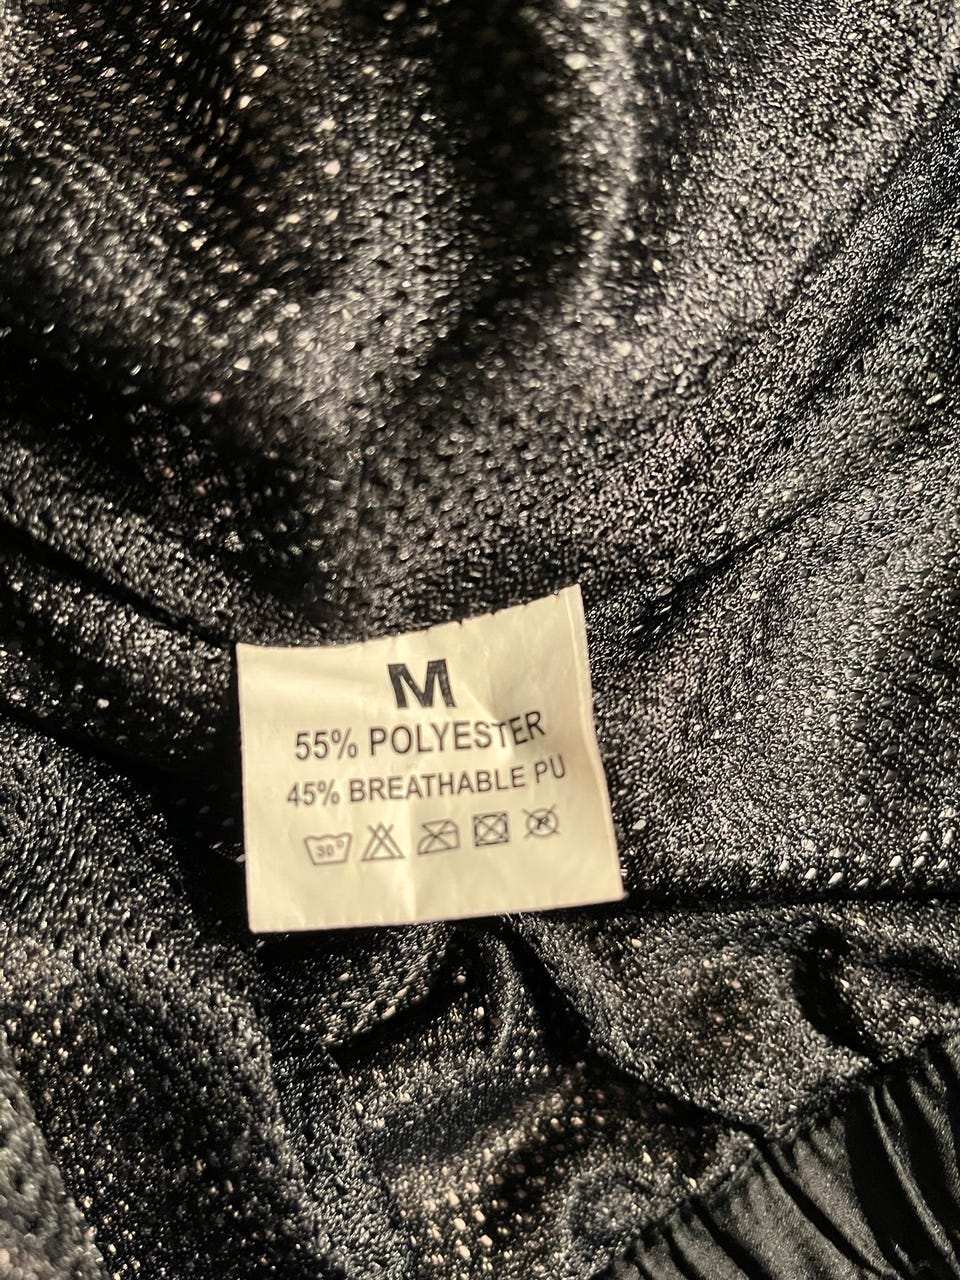 M
55% POLYESTER
45% BREATHABLE PU
30°